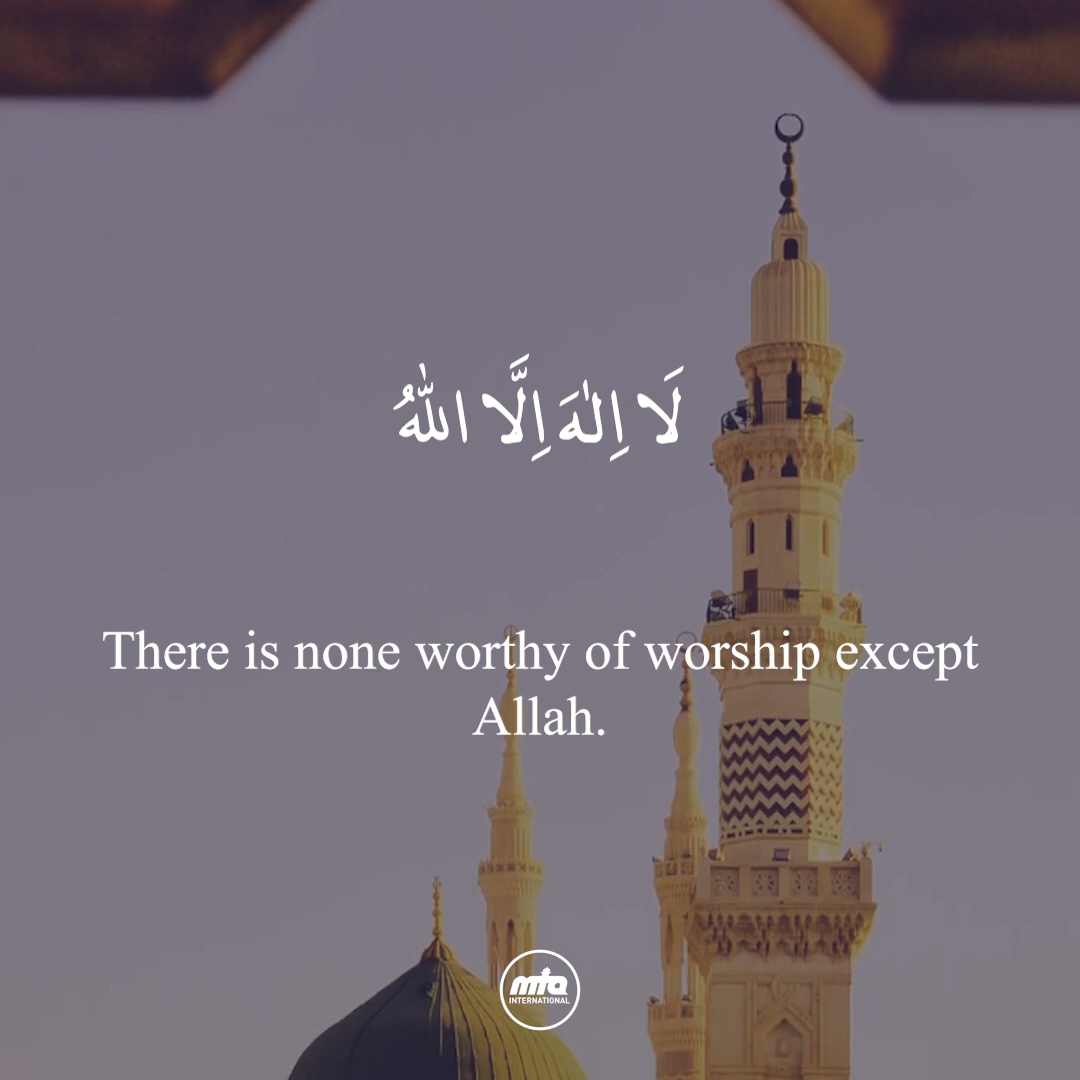 لَا اِلٰهَ اِلَّا اللّٰهُ
There is none worthy of worship except
Allah.
mta
INTERNATIONAL